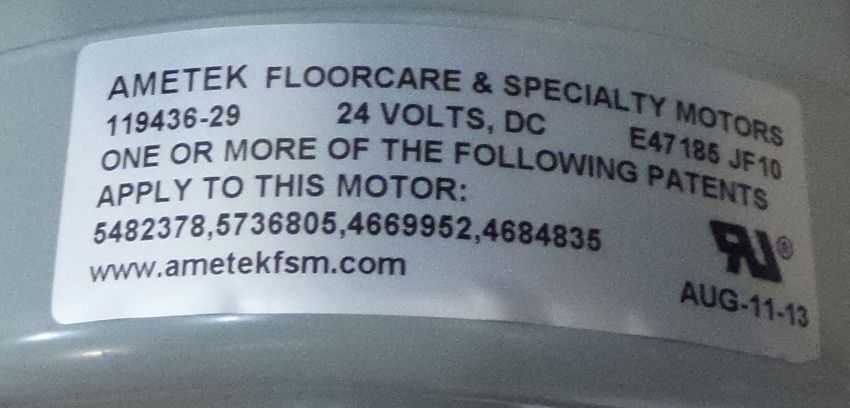 AMETEK FLOORCARE & SPECIALTY MOTORS
119436-29 24 VOLTS, DC E47185 JF10
ONE OR MORE OF THE FOLLOWING PATENTS
APPLY TO THIS MOTOR:
5482378,5736805,4669952,4684835
www.ametekfsm.com
RU®
AUG-11-13